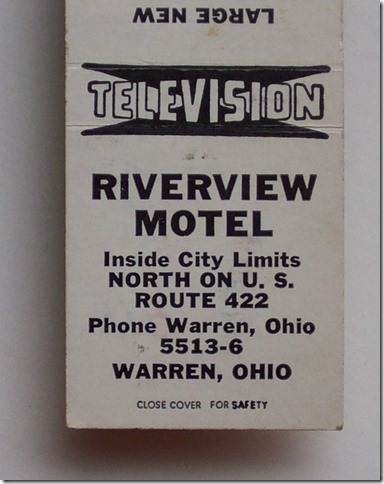 LARGE NEW
TELEVISION
RIVERVIEW
MOTEL
Inside City Limits
NORTH ON U. S.
ROUTE 422
Phone Warren, Ohio
5513-6
WARREN, OHIO
CLOSE COVER FOR SAFETY